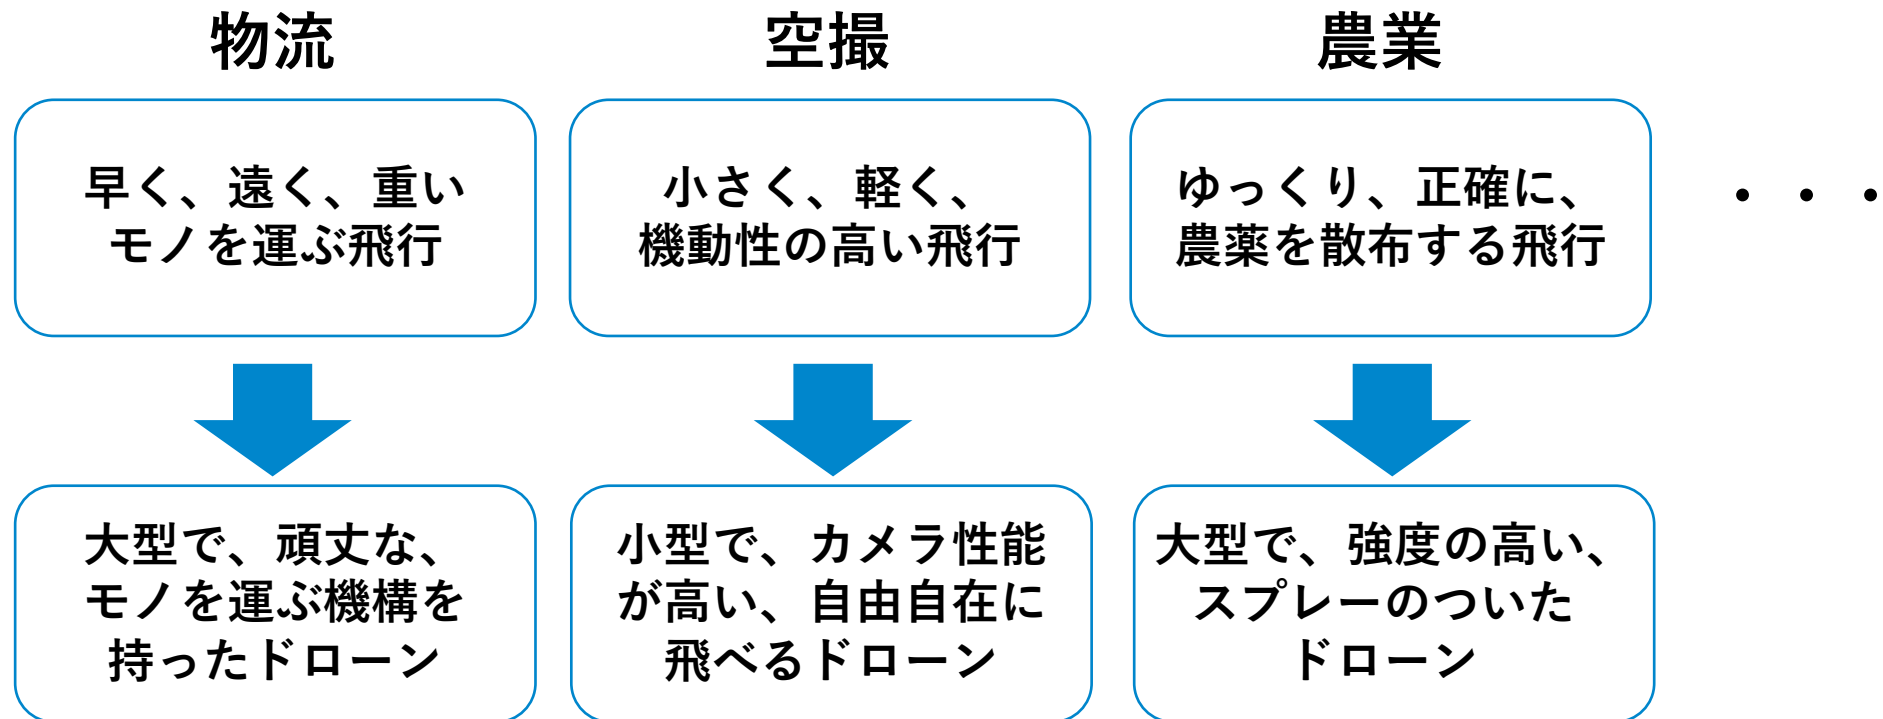 物流
早く、遠く、重い
モノを運ぶ飛行
大型で、頑丈な、
モノを運ぶ機構を
持ったドローン
空撮
小さく、軽く、
機動性の高い飛行
小型で、カメラ性能
が高い、自由自在に
飛べるドローン
農業
ゆっくり、正確に、
農薬を散布する飛行
大型で、強度の高い、
スプレーのついた
ドローン
・・・